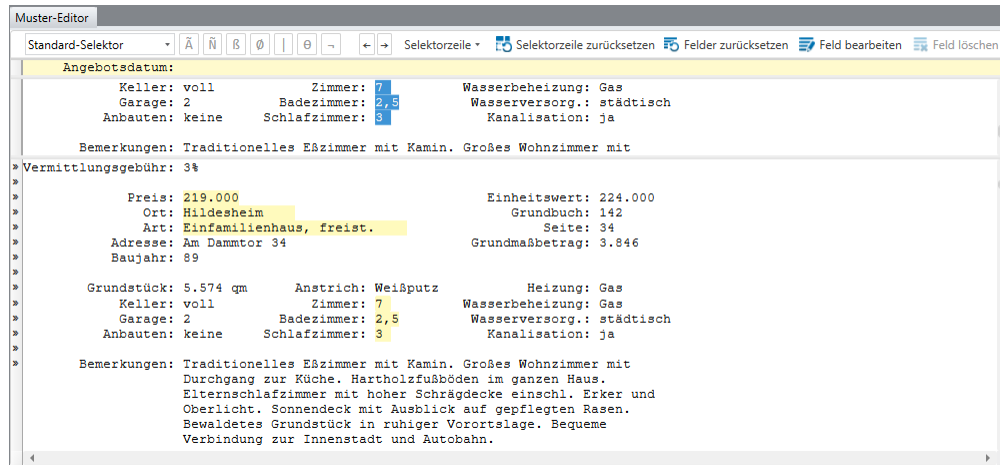 Muster-Editor
Standard-Selektor Ã Ñ ß Ø | Θ ¬ ← → Selektorzeile Selektorzeile zurücksetzen Felder zurücksetzen Feld bearbeiten Feld löschen
Angebotsdatum:
Keller: voll Zimmer: 7 Wasserbeheizung: Gas
Garage: 2 Badezimmer: 2,5 Wasserversorg.: städtisch
Anbauten: keine Schlafzimmer: 3 Kanalisation: ja
Bemerkungen: Traditionelles Eßzimmer mit Kamin. Großes Wohnzimmer mit
» Vermittlungsgebühr: 3%
»
» Preis: 219.000 Einheitswert: 224.000
» Ort: Hildesheim Grundbuch: 142
» Art: Einfamilienhaus, freist. Seite: 34
» Adresse: Am Dammtor 34 Grundmaßbetrag: 3.846
» Baujahr: 89
»
» Grundstück: 5.574 qm Anstrich: Weißputz Heizung: Gas
» Keller: voll Zimmer: 7 Wasserbeheizung: Gas
» Garage: 2 Badezimmer: 2,5 Wasserversorg.: städtisch
» Anbauten: keine Schlafzimmer: 3 Kanalisation: ja
»
» Bemerkungen: Traditionelles Eßzimmer mit Kamin. Großes Wohnzimmer mit
Durchgang zur Küche. Hartholzfußböden im ganzen Haus.
Elternschlafzimmer mit hoher Schrägdecke einschl. Erker und
Oberlicht. Sonnendeck mit Ausblick auf gepflegten Rasen.
Bewaldetes Grundstück in ruhiger Vorortslage. Bequeme
Verbindung zur Innenstadt und Autobahn.